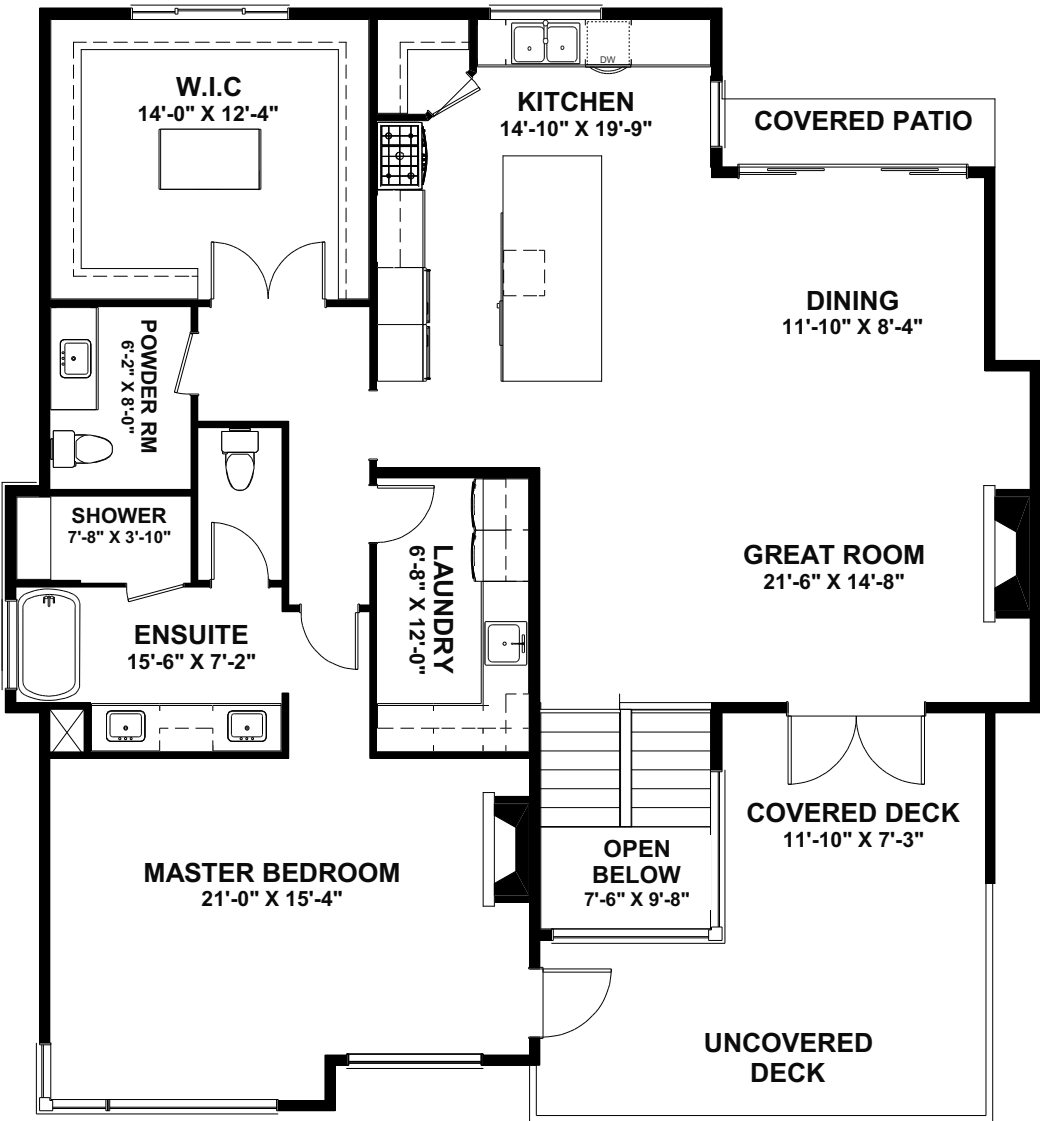 W.I.C
14'-0" X 12'-4"
DW
KITCHEN
14'-10" X 19'-9"
COVERED PATIO
DINING
11'-10" X 8'-4"
POWDER RM
6'-2" X 8'-0"
SHOWER
7'-8" X 3'-10"
GREAT ROOM
21'-6" X 14'-8"
LAUNDRY
6'-8" X 12'-0"
ENSUITE
15'-6" X 7'-2"
COVERED DECK
11'-10" X 7'-3"
OPEN
BELOW
7'-6" X 9'-8"
MASTER BEDROOM
21'-0" X 15'-4"
UNCOVERED
DECK